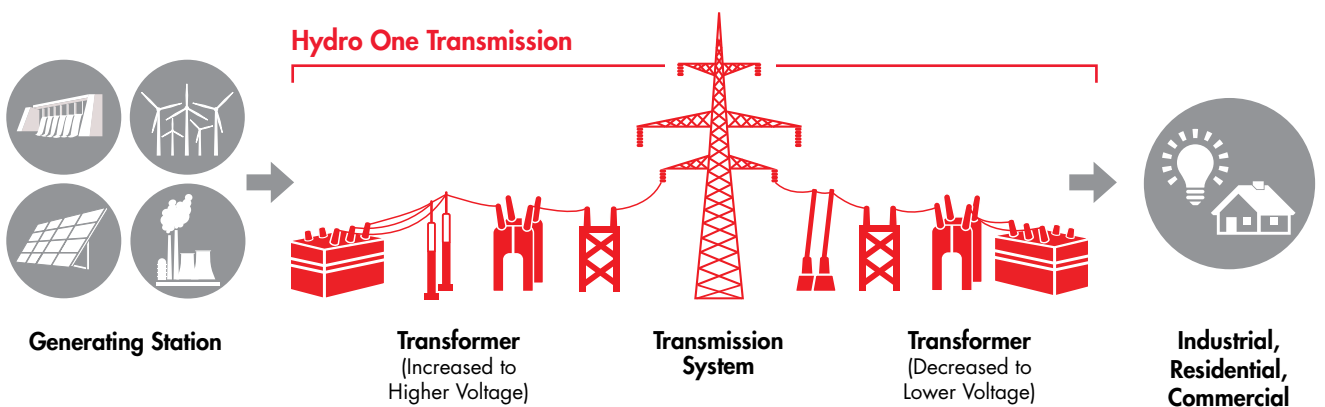 Hydro One Transmission
Generating Station
Transformer
(Increased to
Higher Voltage)
Transmission
System
Transformer
(Decreased to
Lower Voltage)
Industrial,
Residential,
Commercial